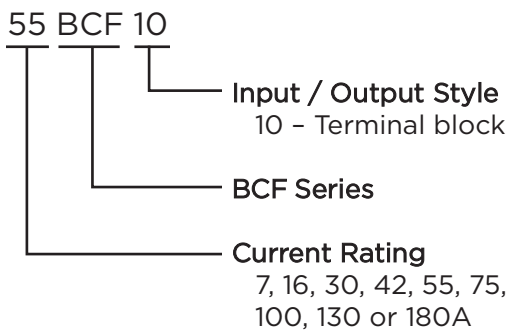 55 BCF 10
Input / Output Style
10 – Terminal block
BCF Series
Current Rating
7, 16, 30, 42, 55, 75,
100, 130 or 180A